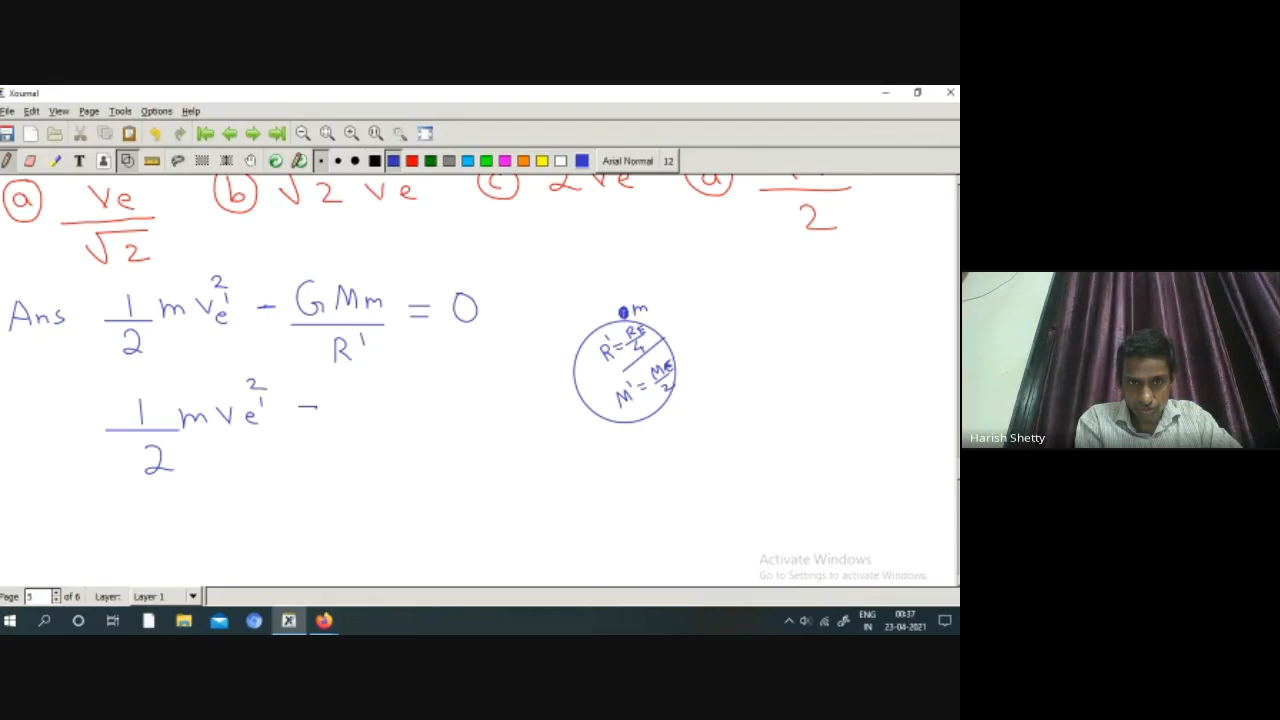 Xournal
File Edit View Page Tools Options Help
T Arial Normal 12
(a) ve/√2 (b) √2 ve (c) 2ve (d) 2
Ans 1/2 m ve'² - GMm/R' = 0
1/2 m ve'² -
m
R' = RE/4
M' = ME/2
Harish Shetty
Activate Windows
Go to Settings to activate Windows.
Page 5 of 6 Layer: Layer 1
ENG
IN
00:37
23-04-2021